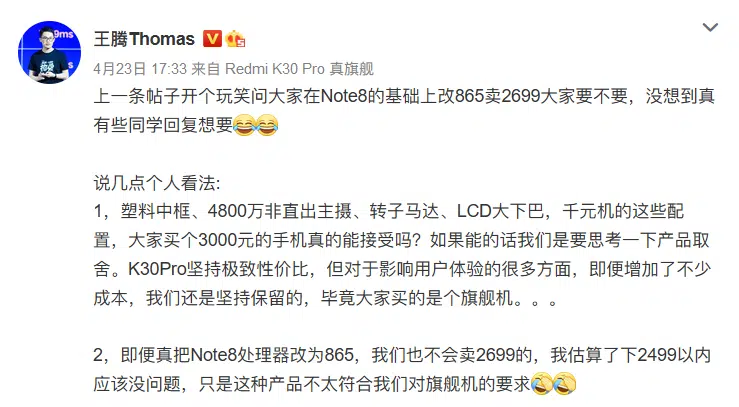 9ms
王腾Thomas
4月23日 17:33 来自 Redmi K30 Pro 真旗舰
上一条帖子开个玩笑问大家在Note8的基础上改865卖2699大家要不要，没想到真
有些同学回复想要😂😂
说几点个人看法:
1，塑料中框、4800万非直出主摄、转子马达、LCD大下巴，千元机的这些配
置，大家买个3000元的手机真的能接受吗？如果能的话我们是要思考一下产品取
舍。K30Pro坚持极致性价比，但对于影响用户体验的很多方面，即便增加了不少
成本，我们还是坚持保留的，毕竟大家买的是个旗舰机。。。
2，即便真把Note8处理器改为865，我们也不会卖2699的，我估算了下2499以内
应该没问题，只是这种产品不太符合我们对旗舰机的要求🤣🤣